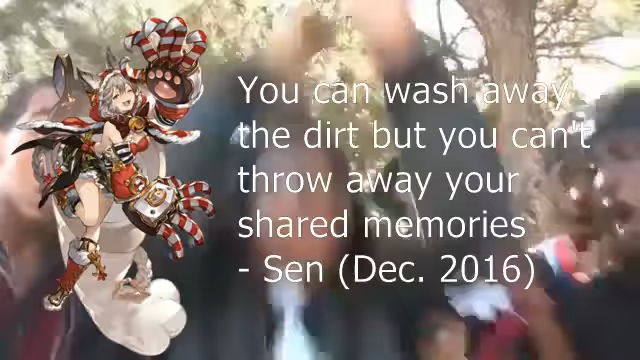 You can wash away
the dirt but you can't
throw away your
shared memories
- Sen (Dec. 2016)